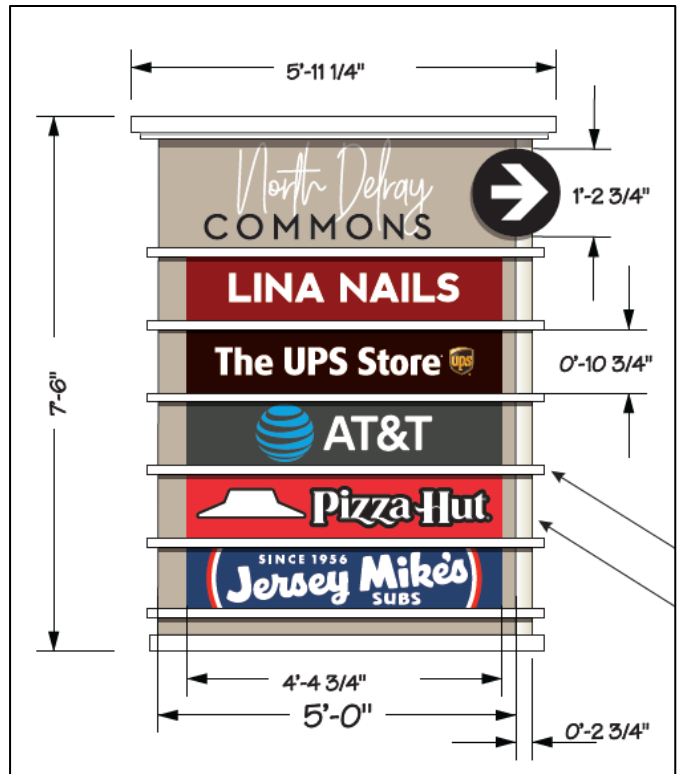 5'-11 1/4"
North Delray
COMMONS
1'-2 3/4"
LINA NAILS
The UPS Store ups
0'-10 3/4"
7'-6"
AT&T
Pizza Hut
SINCE 1956
Jersey Mike's
SUBS
4'-4 3/4"
5'-0"
0'-2 3/4"